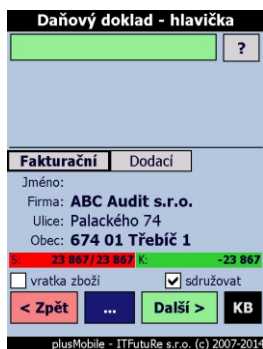 Daňový doklad - hlavička
?
Fakturační Dodací
Jméno:
Firma: ABC Audit s.r.o.
Ulice: Palackého 74
Obec: 674 01 Třebíč 1
S: 23 867/23 867 K: -23 867
vratka zboží sdružovat
< Zpět ... Další > KB
plusMobile - ITFutuRe s.r.o. (c) 2007-2014